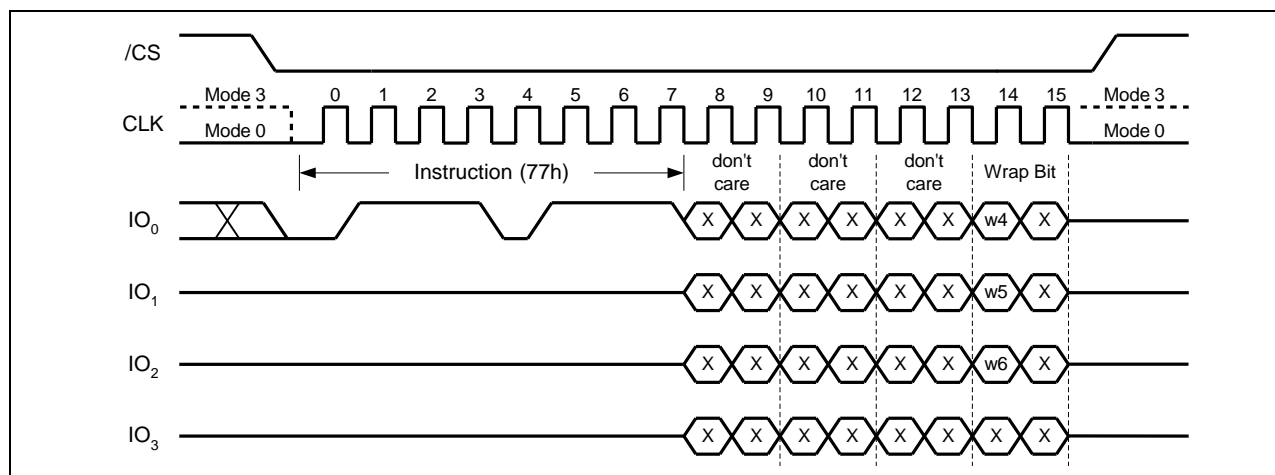 /CS
Mode 3 0 1 2 3 4 5 6 7 8 9 10 11 12 13 14 15 Mode 3
CLK Mode 0 Mode 0
Instruction (77h) don't care don't care don't care Wrap Bit
IO0 X X X X X X X w4 X
IO1 X X X X X X w5 X
IO2 X X X X X X w6 X
IO3 X X X X X X X X